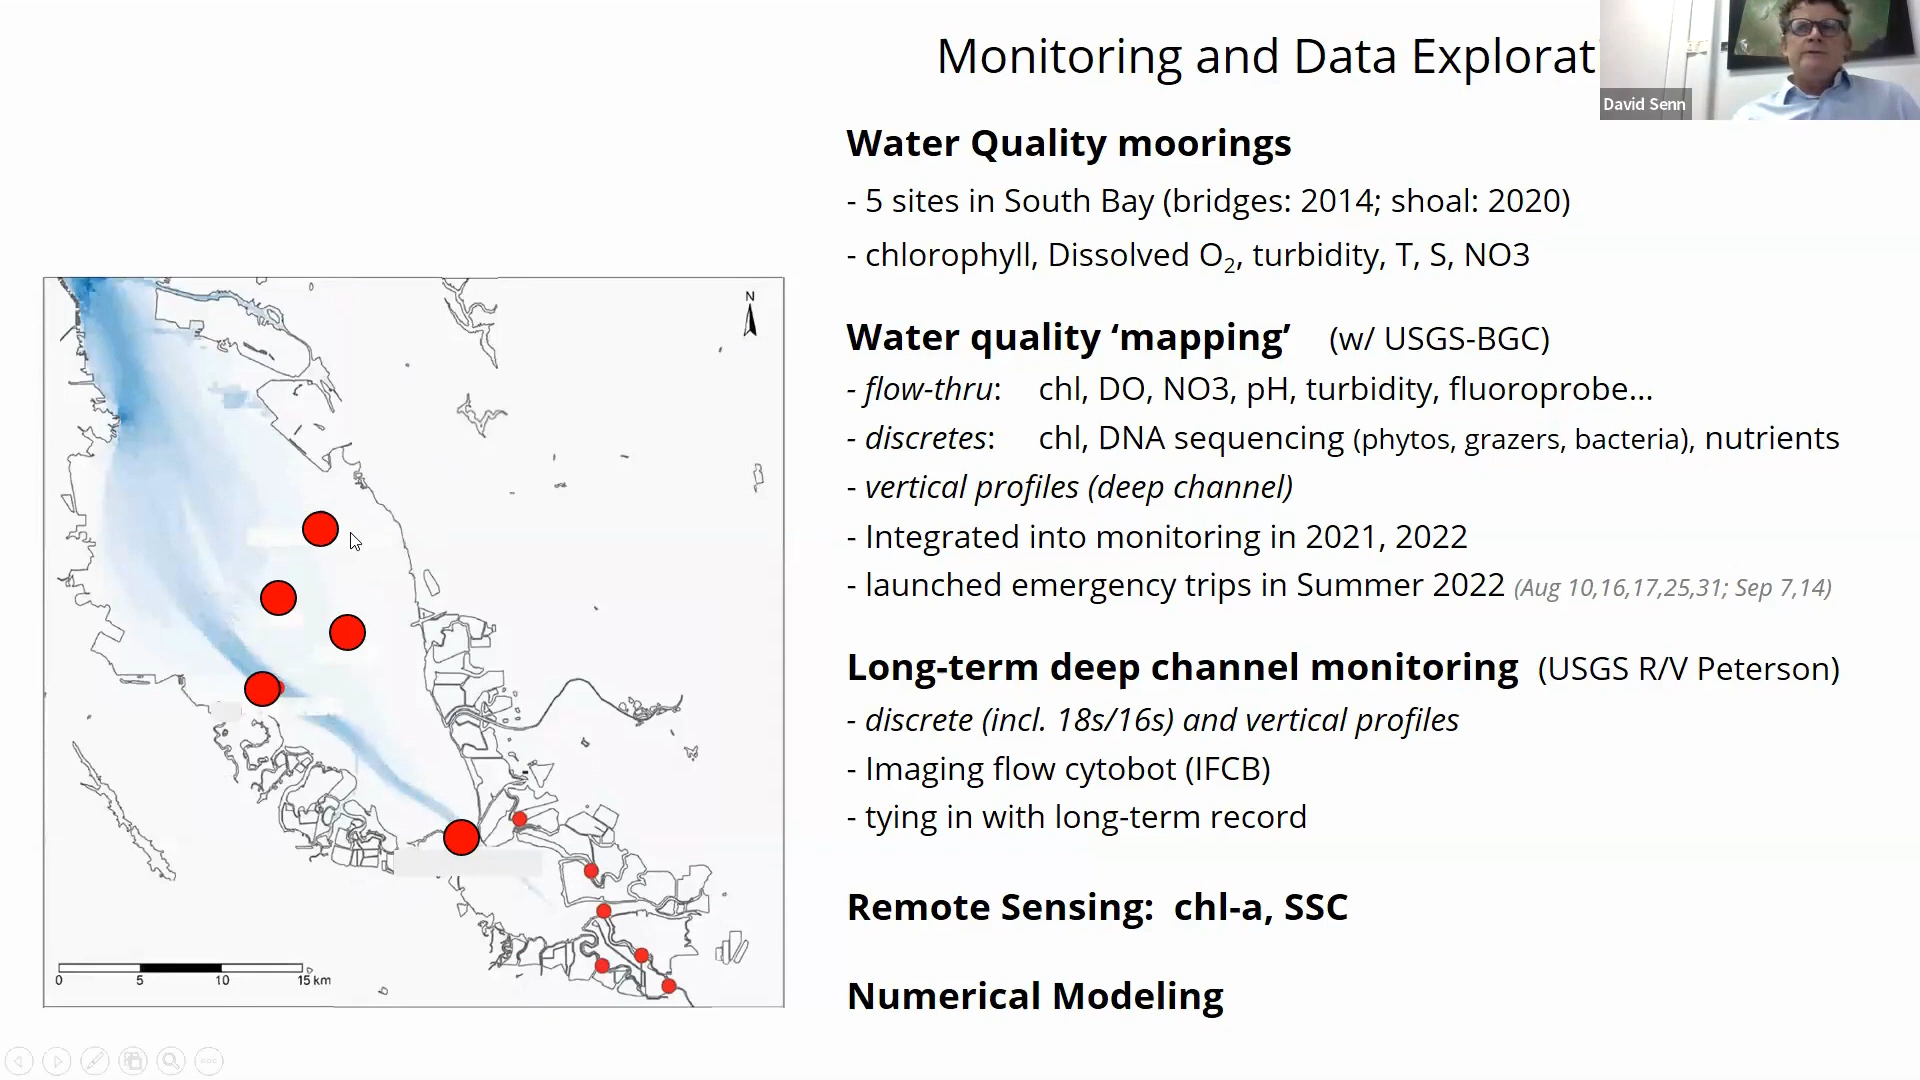 Monitoring and Data Explorat
David Senn
Water Quality moorings
- 5 sites in South Bay (bridges: 2014; shoal: 2020)
- chlorophyll, Dissolved O₂, turbidity, T, S, NO3
Water quality ‘mapping’ (w/ USGS-BGC)
- flow-thru: chl, DO, NO3, pH, turbidity, fluoroprobe...
- discretes: chl, DNA sequencing (phytos, grazers, bacteria), nutrients
- vertical profiles (deep channel)
- Integrated into monitoring in 2021, 2022
- launched emergency trips in Summer 2022 (Aug 10,16,17,25,31; Sep 7,14)
Long-term deep channel monitoring (USGS R/V Peterson)
- discrete (incl. 18s/16s) and vertical profiles
- Imaging flow cytobot (IFCB)
- tying in with long-term record
Remote Sensing: chl-a, SSC
Numerical Modeling
N
0 5 10 15 km